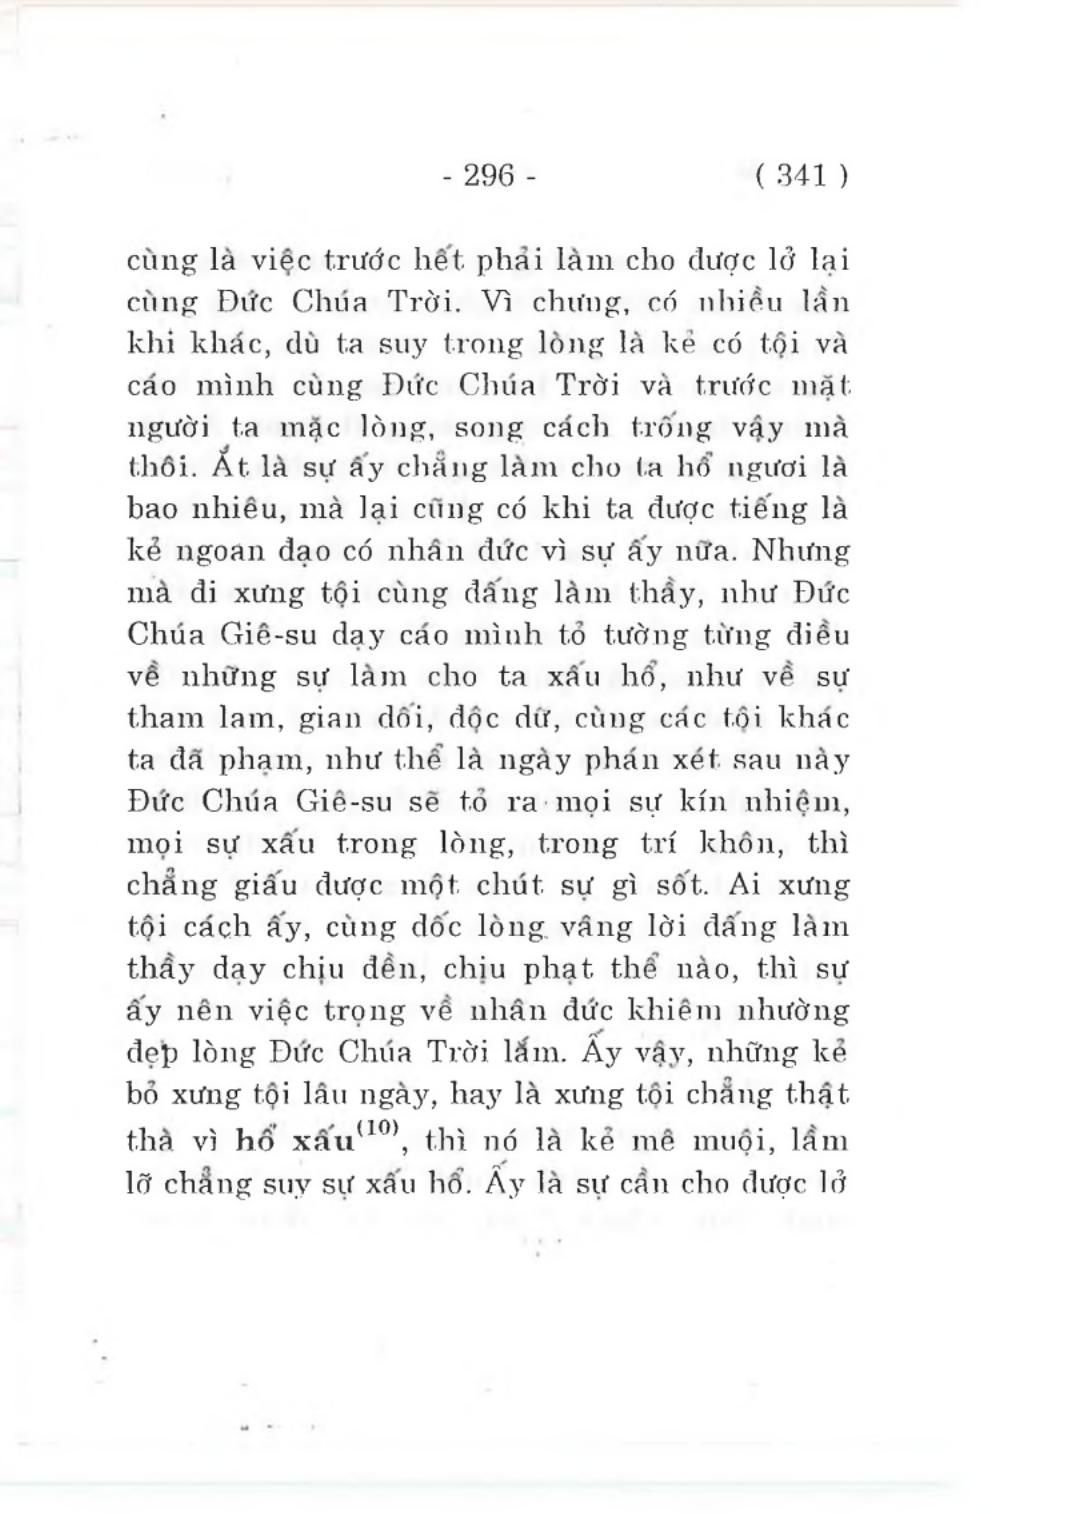 - 296 - ( 341 )
cùng là việc trước hết phải làm cho được lở lại
cùng Đức Chúa Trời. Vì chưng, có nhiều lần
khi khác, dù ta suy trong lòng là kẻ có tội và
cáo mình cùng Đức Chúa Trời và trước mặt
người ta mặc lòng, song cách trống vậy mà
thôi. Ắt là sự ấy chẳng làm cho ta hổ ngươi là
bao nhiêu, mà lại cũng có khi ta được tiếng là
kẻ ngoan đạo có nhân đức vì sự ấy nữa. Nhưng
mà đi xưng tội cùng đấng làm thầy, như Đức
Chúa Giê-su dạy cáo mình tỏ tường từng điều
về những sự làm cho ta xấu hổ, như về sự
tham lam, gian dối, độc dữ, cùng các tội khác
ta đã phạm, như thể là ngày phán xét sau này
Đức Chúa Giê-su sẽ tỏ ra mọi sự kín nhiệm,
mọi sự xấu trong lòng, trong trí khôn, thì
chẳng giấu được một chút sự gì sốt. Ai xưng
tội cách ấy, cùng dốc lòng vâng lời đấng làm
thầy dạy chịu đền, chịu phạt thể nào, thì sự
ấy nên việc trọng về nhân đức khiêm nhường
đẹp lòng Đức Chúa Trời lắm. Ấy vậy, những kẻ
bỏ xưng tội lâu ngày, hay là xưng tội chẳng thật
thà vì hổ xấu(10), thì nó là kẻ mê muội, lầm
lỡ chẳng suy sự xấu hổ. Ấy là sự cần cho được lở